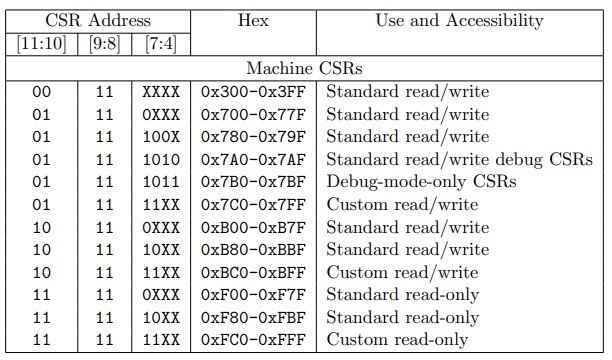 CSR Address Hex Use and Accessibility
[11:10] [9:8] [7:4]
Machine CSRs
00 11 XXXX 0x300-0x3FF Standard read/write
01 11 0XXX 0x700-0x77F Standard read/write
01 11 100X 0x780-0x79F Standard read/write
01 11 1010 0x7A0-0x7AF Standard read/write debug CSRs
01 11 1011 0x7B0-0x7BF Debug-mode-only CSRs
01 11 11XX 0x7C0-0x7FF Custom read/write
10 11 0XXX 0xB00-0xB7F Standard read/write
10 11 10XX 0xB80-0xBBF Standard read/write
10 11 11XX 0xBC0-0xBFF Custom read/write
11 11 0XXX 0xF00-0xF7F Standard read-only
11 11 10XX 0xF80-0xFBF Standard read-only
11 11 11XX 0xFC0-0xFFF Custom read-only